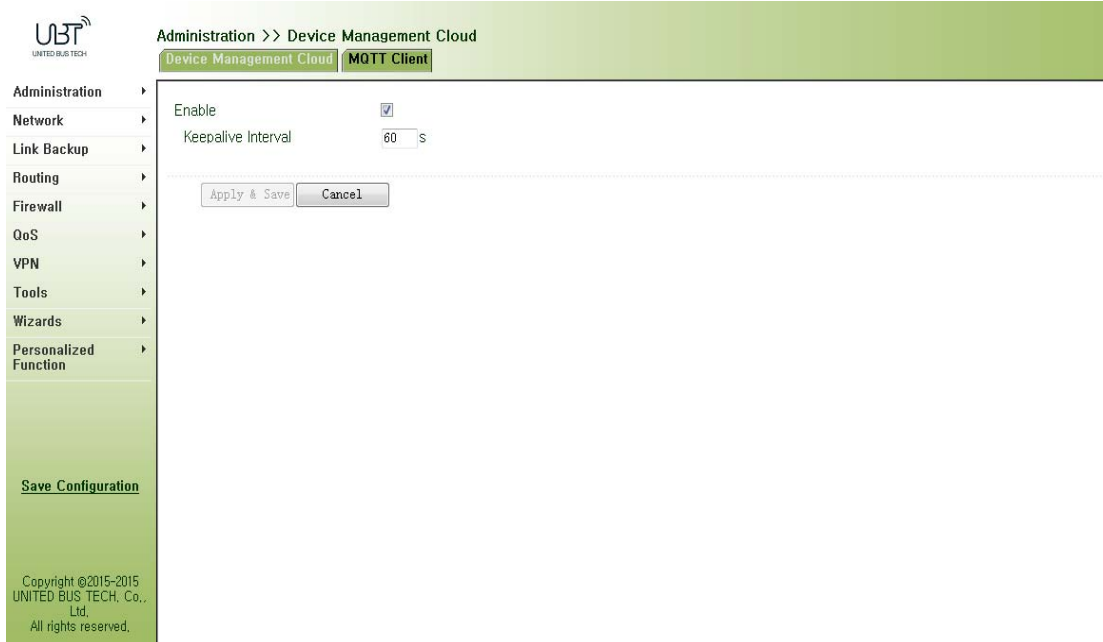 UBT
UNITED BUS TECH
Administration >> Device Management Cloud
Device Management Cloud MQTT Client
Administration
Network
Link Backup
Routing
Firewall
QoS
VPN
Tools
Wizards
Personalized
Function
Enable
Keepalive Interval 60 s
Apply & Save Cancel
Save Configuration
Copyright ©2015-2015
UNITED BUS TECH, Co.,
Ltd.
All rights reserved.